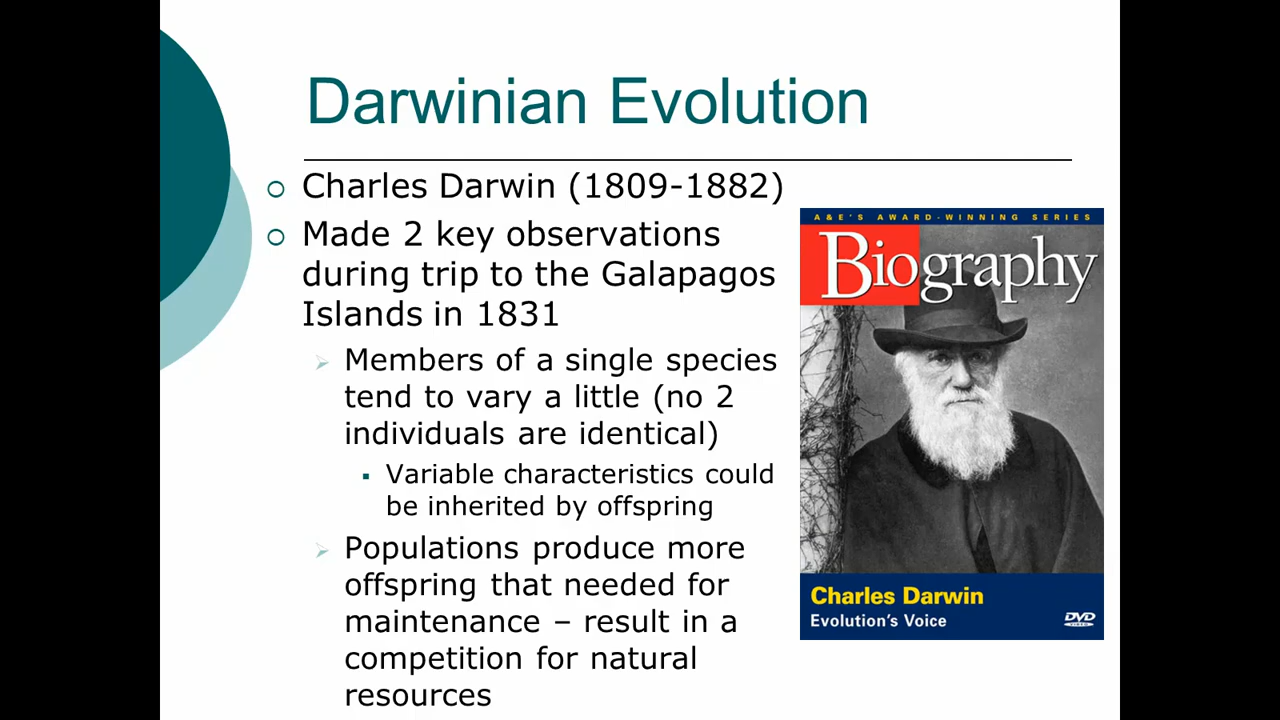 Darwinian Evolution
Charles Darwin (1809-1882)
Made 2 key observations
during trip to the Galapagos
Islands in 1831
Members of a single species
tend to vary a little (no 2
individuals are identical)
Variable characteristics could
be inherited by offspring
Populations produce more
offspring that needed for
maintenance – result in a
competition for natural
resources
A&E'S AWARD-WINNING SERIES
Biography
Charles Darwin
Evolution's Voice
DVD
VIDEO